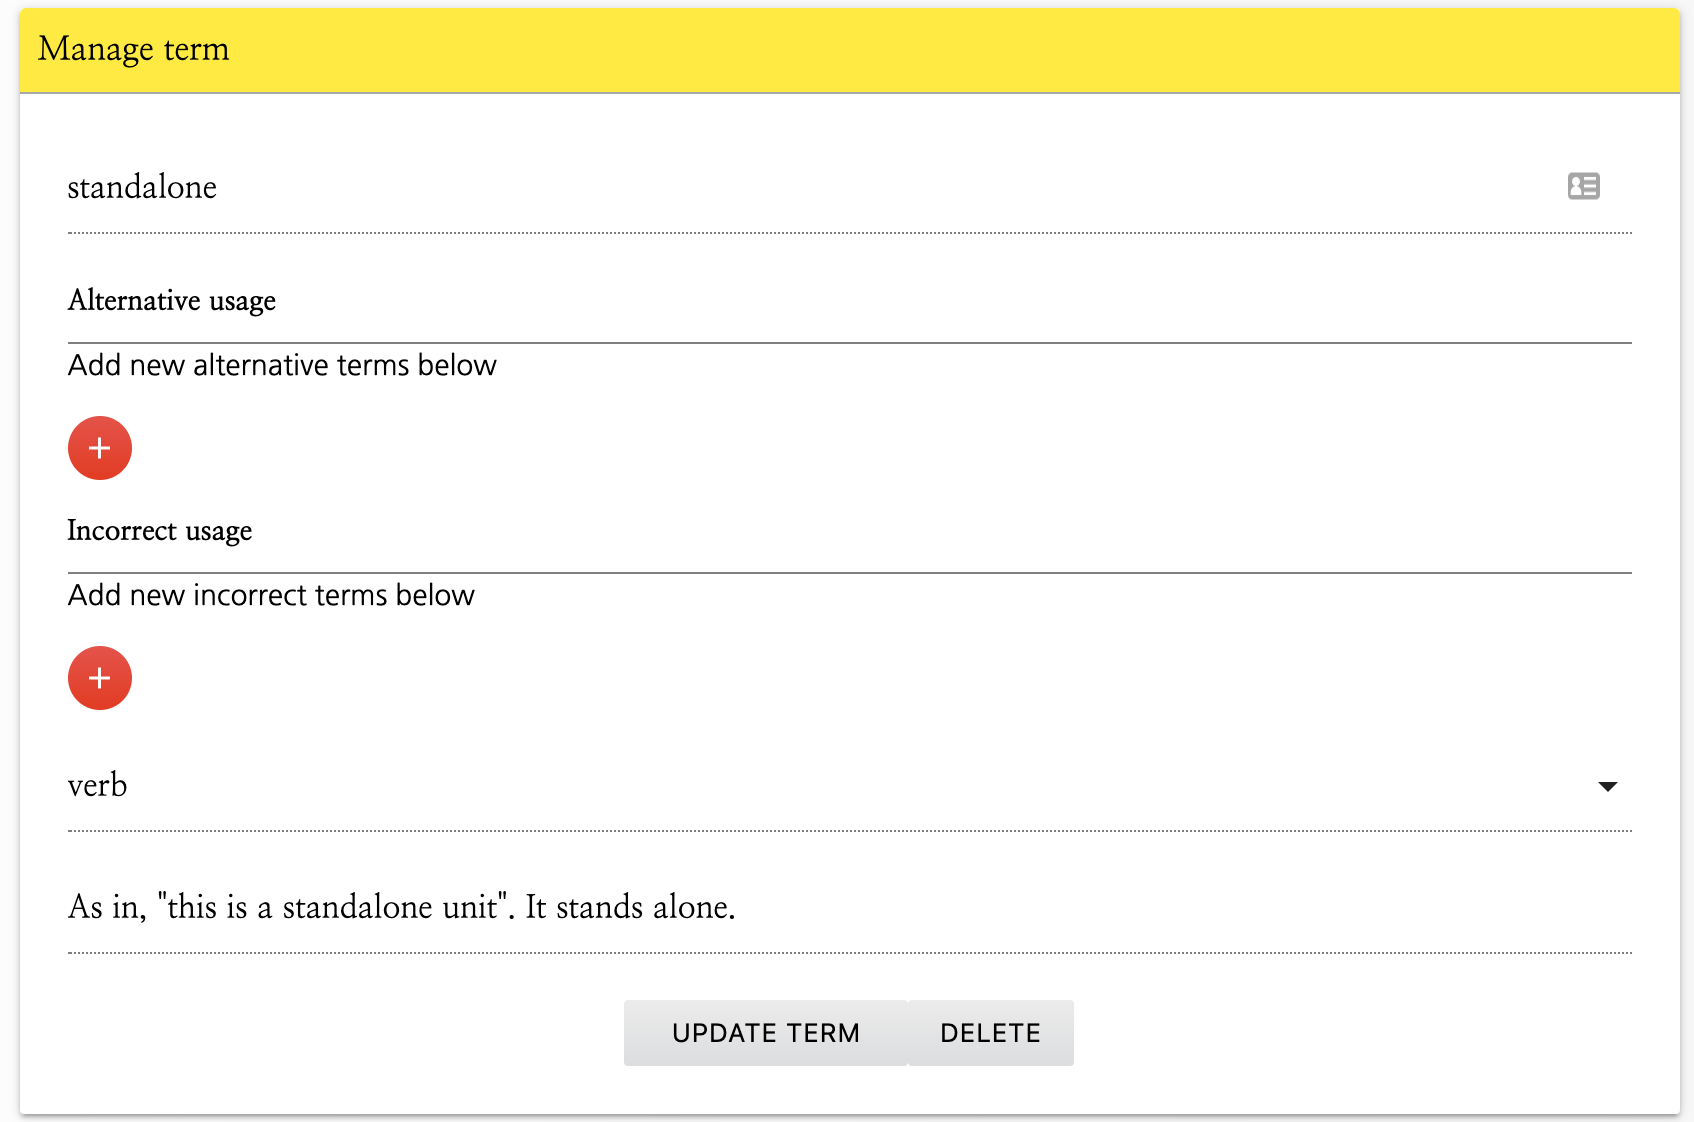 Manage term
standalone
Alternative usage
Add new alternative terms below
Incorrect usage
Add new incorrect terms below
verb
As in, "this is a standalone unit". It stands alone.
UPDATE TERM DELETE